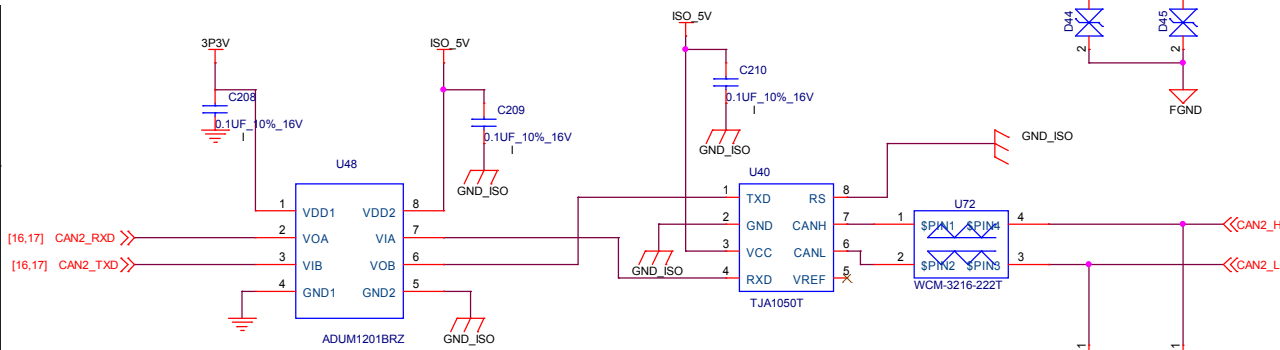 ISO_5V
D44
D45
2
2
3P3V
ISO_5V
C210
0.1UF_10%_16V
I
FGND
C208
0.1UF_10%_16V
I
C209
0.1UF_10%_16V
I
GND_ISO
GND_ISO
GND_ISO
U48
U40
1 VDD1 VDD2 8
1 TXD RS 8
U72
[16,17] CAN2_RXD 2 VOA VIA 7
2 GND CANH 7
1 $PIN1 $PIN4 4
CAN2_H
[16,17] CAN2_TXD 3 VIB VOB 6
3 VCC CANL 6
2 $PIN2 $PIN3 3
CAN2_L
GND_ISO
4 GND1 GND2 5
4 RXD VREF 5
WCM-3216-222T
TJA1050T
ADUM1201BRZ
GND_ISO
1
1